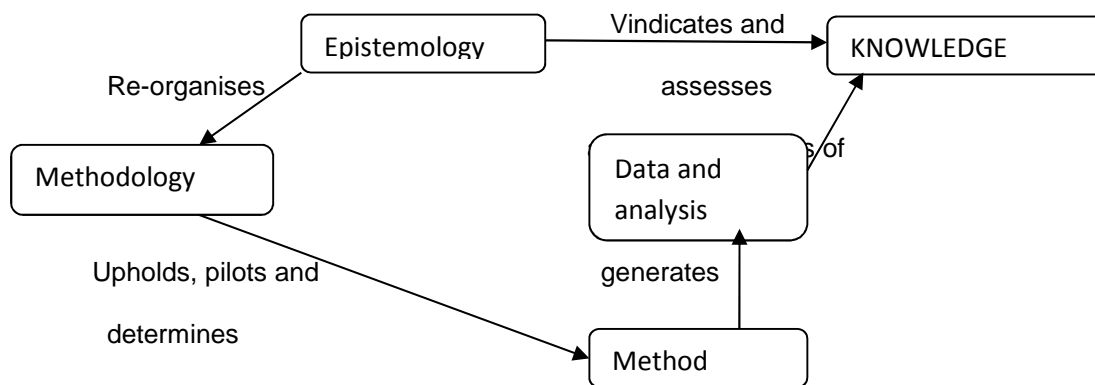 Vindicates and
Epistemology
KNOWLEDGE
Re-organises
assesses
s of
Methodology
Data and
analysis
Upholds, pilots and
generates
determines
Method